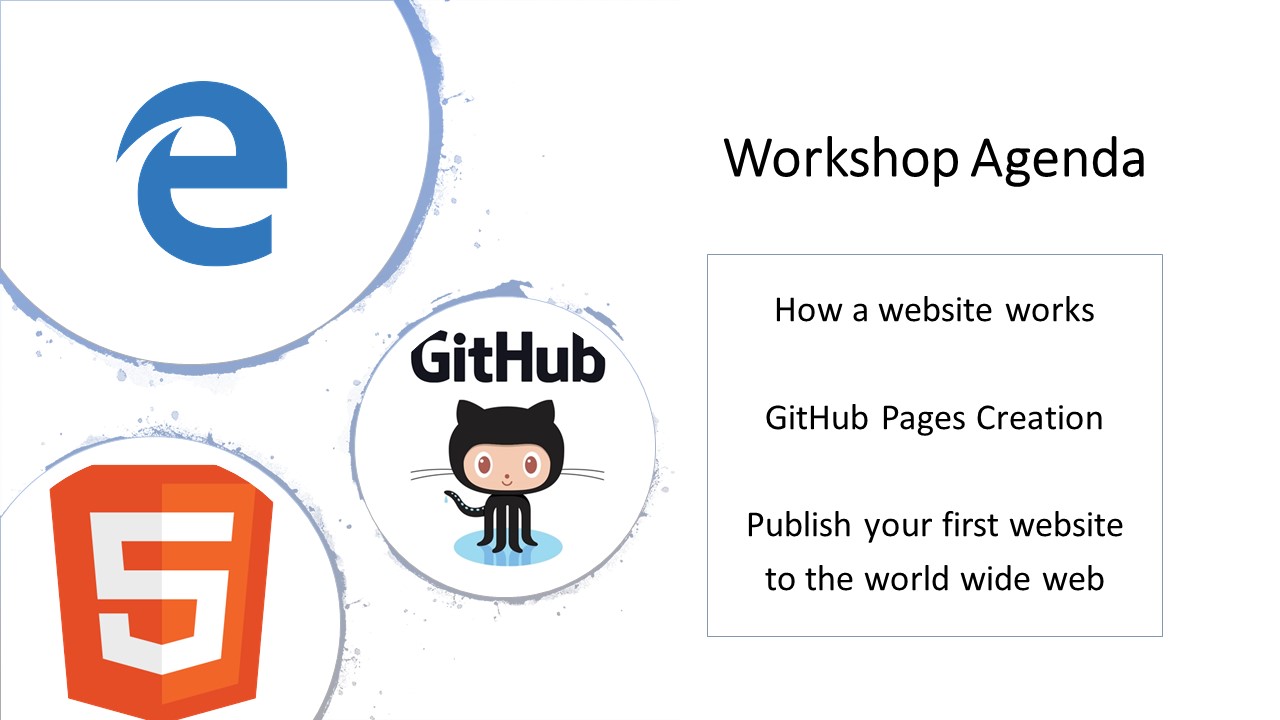 Workshop Agenda
How a website works
GitHub Pages Creation
Publish your first website
to the world wide web
GitHub
5